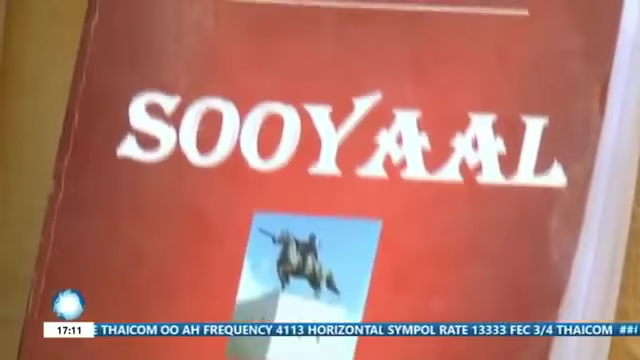 SOOYAAL
17:11 E THAICOM OO AH FREQUENCY 4113 HORIZONTAL SYMPOL RATE 13333 FEC 3/4 THAICOM ##